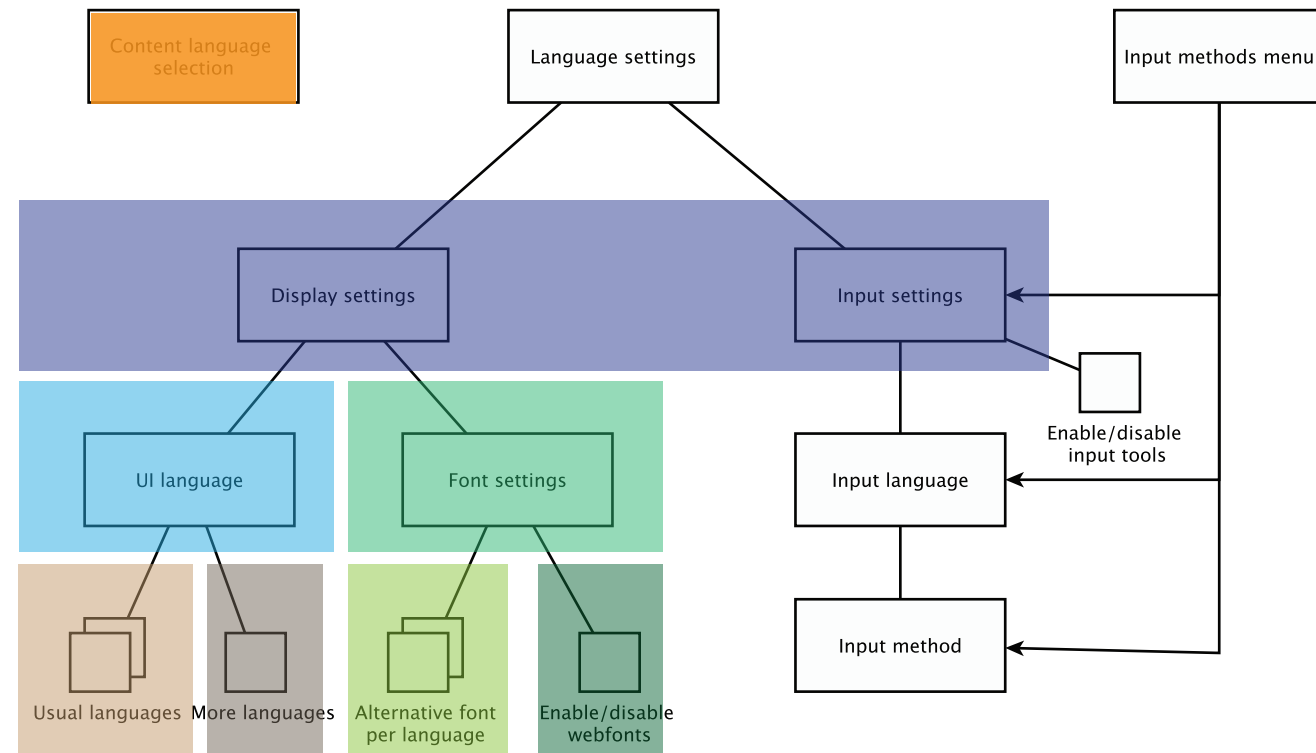 Content language
selection
Language settings
Input methods menu
Display settings
Input settings
Enable/disable
input tools
UI language
Font settings
Input language
Input method
Usual languages
More languages
Alternative font
per language
Enable/disable
webfonts